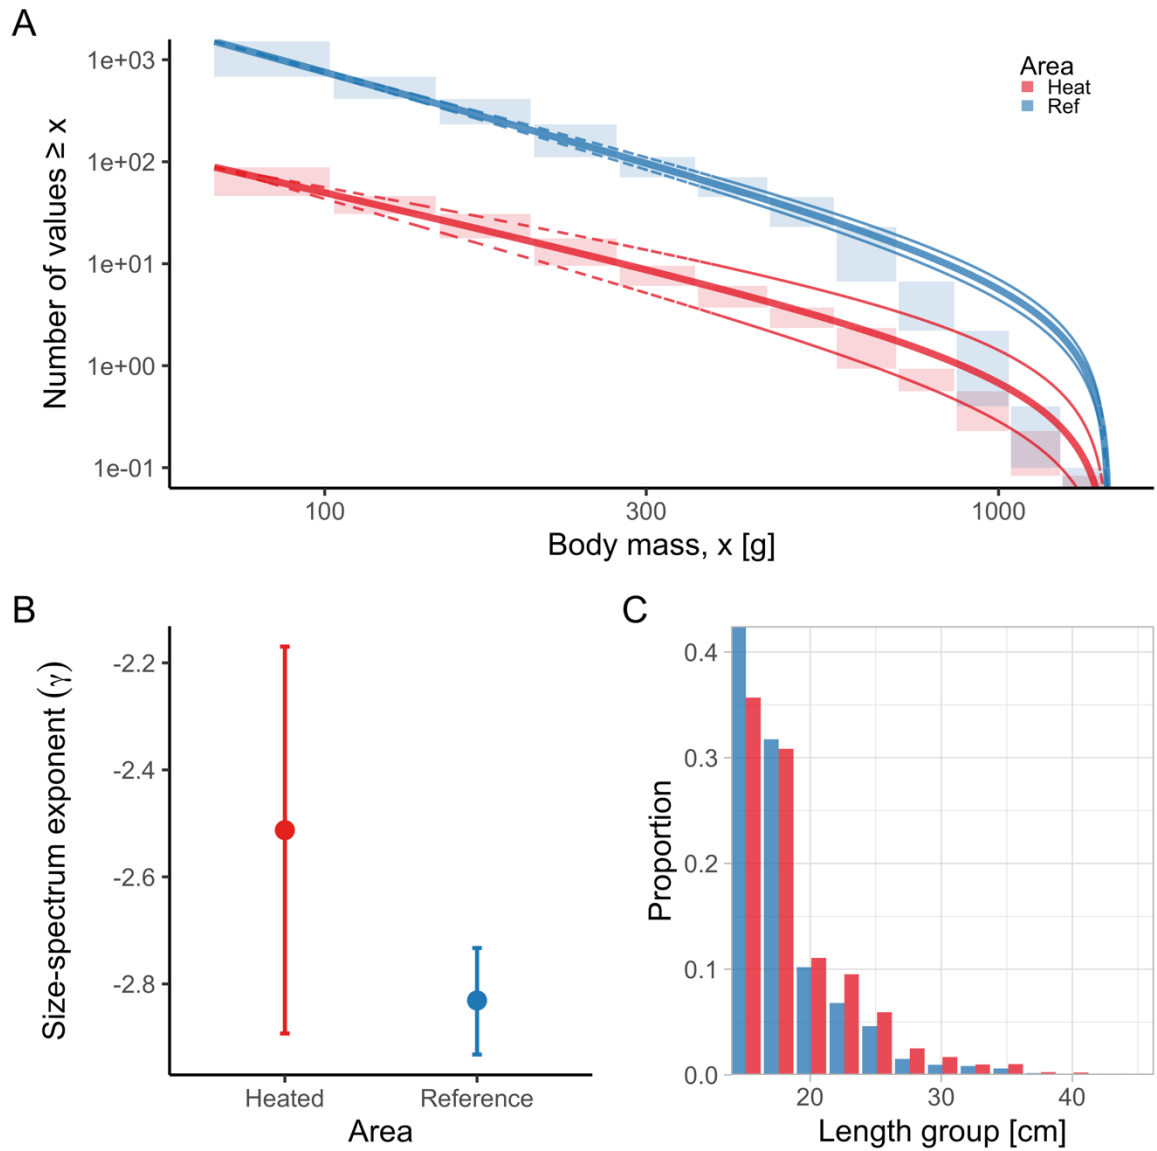 A
Number of values ≥ x
1e+03
1e+02
1e+01
1e+00
1e-01
Area
Heat
Ref
100
300
1000
Body mass, x [g]
B
Size-spectrum exponent (γ)
-2.2
-2.4
-2.6
-2.8
Heated
Reference
Area
C
Proportion
0.4
0.3
0.2
0.1
0.0
20
30
40
Length group [cm]